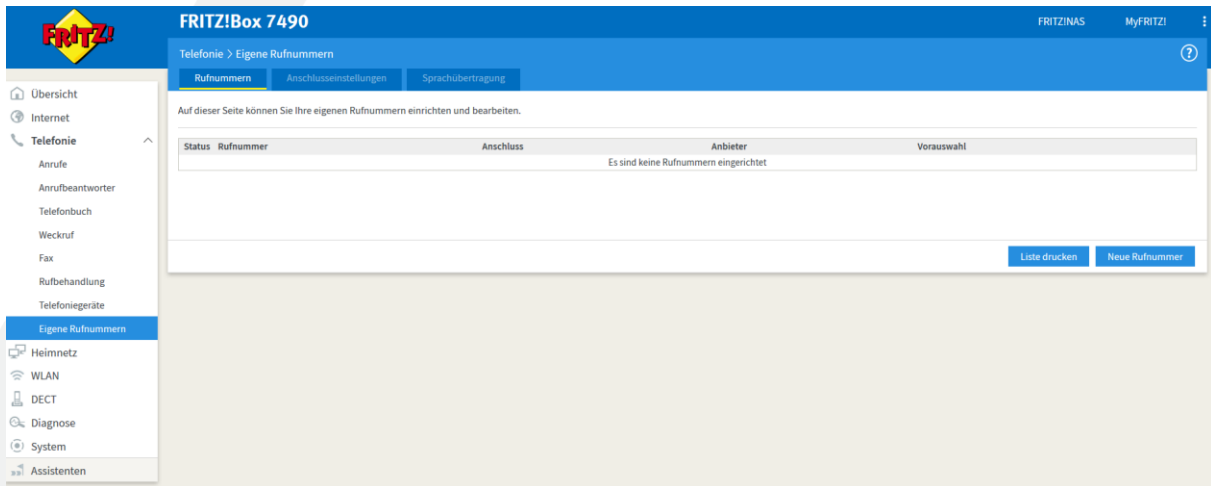 FRITZ!
FRITZ!Box 7490
FRITZ!NAS MyFRITZ!
Telefonie > Eigene Rufnummern ?
Rufnummern Anschlusseinstellungen Sprachübertragung
Auf dieser Seite können Sie Ihre eigenen Rufnummern einrichten und bearbeiten.
Status Rufnummer Anschluss Anbieter Vorauswahl
Es sind keine Rufnummern eingerichtet
Liste drucken Neue Rufnummer
Übersicht
Internet
Telefonie
Anrufe
Anrufbeantworter
Telefonbuch
Weckruf
Fax
Rufbehandlung
Telefoniegeräte
Eigene Rufnummern
Heimnetz
WLAN
DECT
Diagnose
System
Assistenten